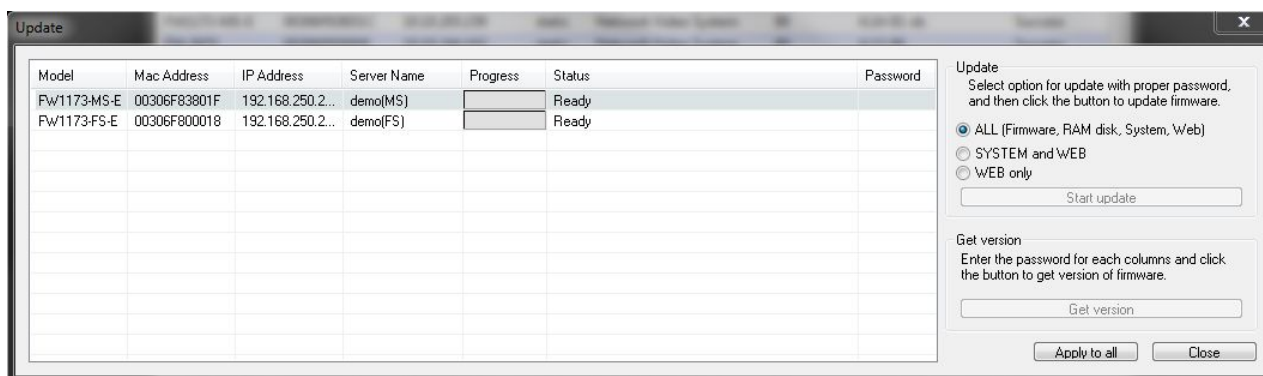 Update
Model Mac Address IP Address Server Name Progress Status Password
FW1173-MS-E 00306F83801F 192.168.250.2... demo(MS) Ready
FW1173-FS-E 00306F800018 192.168.250.2... demo(FS) Ready
Update
Select option for update with proper password,
and then click the button to update firmware.
ALL (Firmware, RAM disk, System, Web)
SYSTEM and WEB
WEB only
Start update
Get version
Enter the password for each columns and click
the button to get version of firmware.
Get version
Apply to all Close